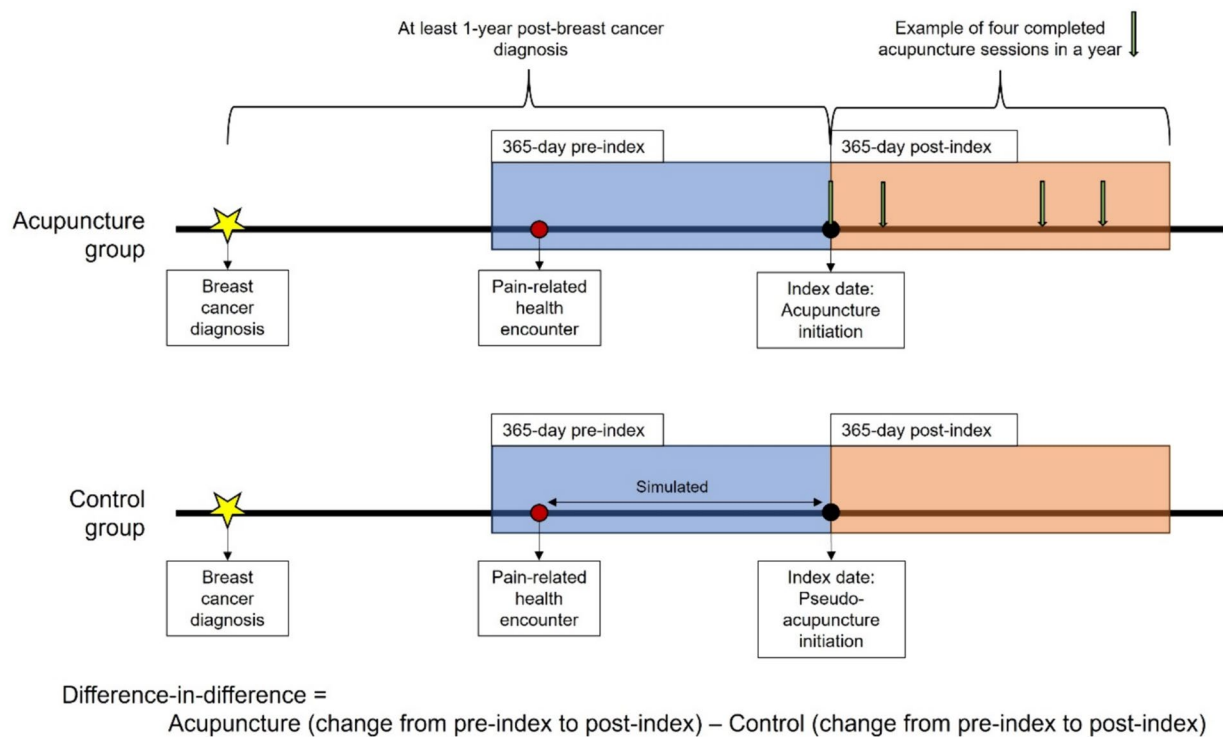 At least 1-year post-breast cancer
diagnosis
Example of four completed
acupuncture sessions in a year
365-day pre-index
365-day post-index
Acupuncture
group
Breast
cancer
diagnosis
Pain-related
health
encounter
Index date:
Acupuncture
initiation
365-day pre-index
365-day post-index
Simulated
Control
group
Breast
cancer
diagnosis
Pain-related
health
encounter
Index date:
Pseudo-
acupuncture
initiation
Difference-in-difference =
Acupuncture (change from pre-index to post-index) – Control (change from pre-index to post-index)